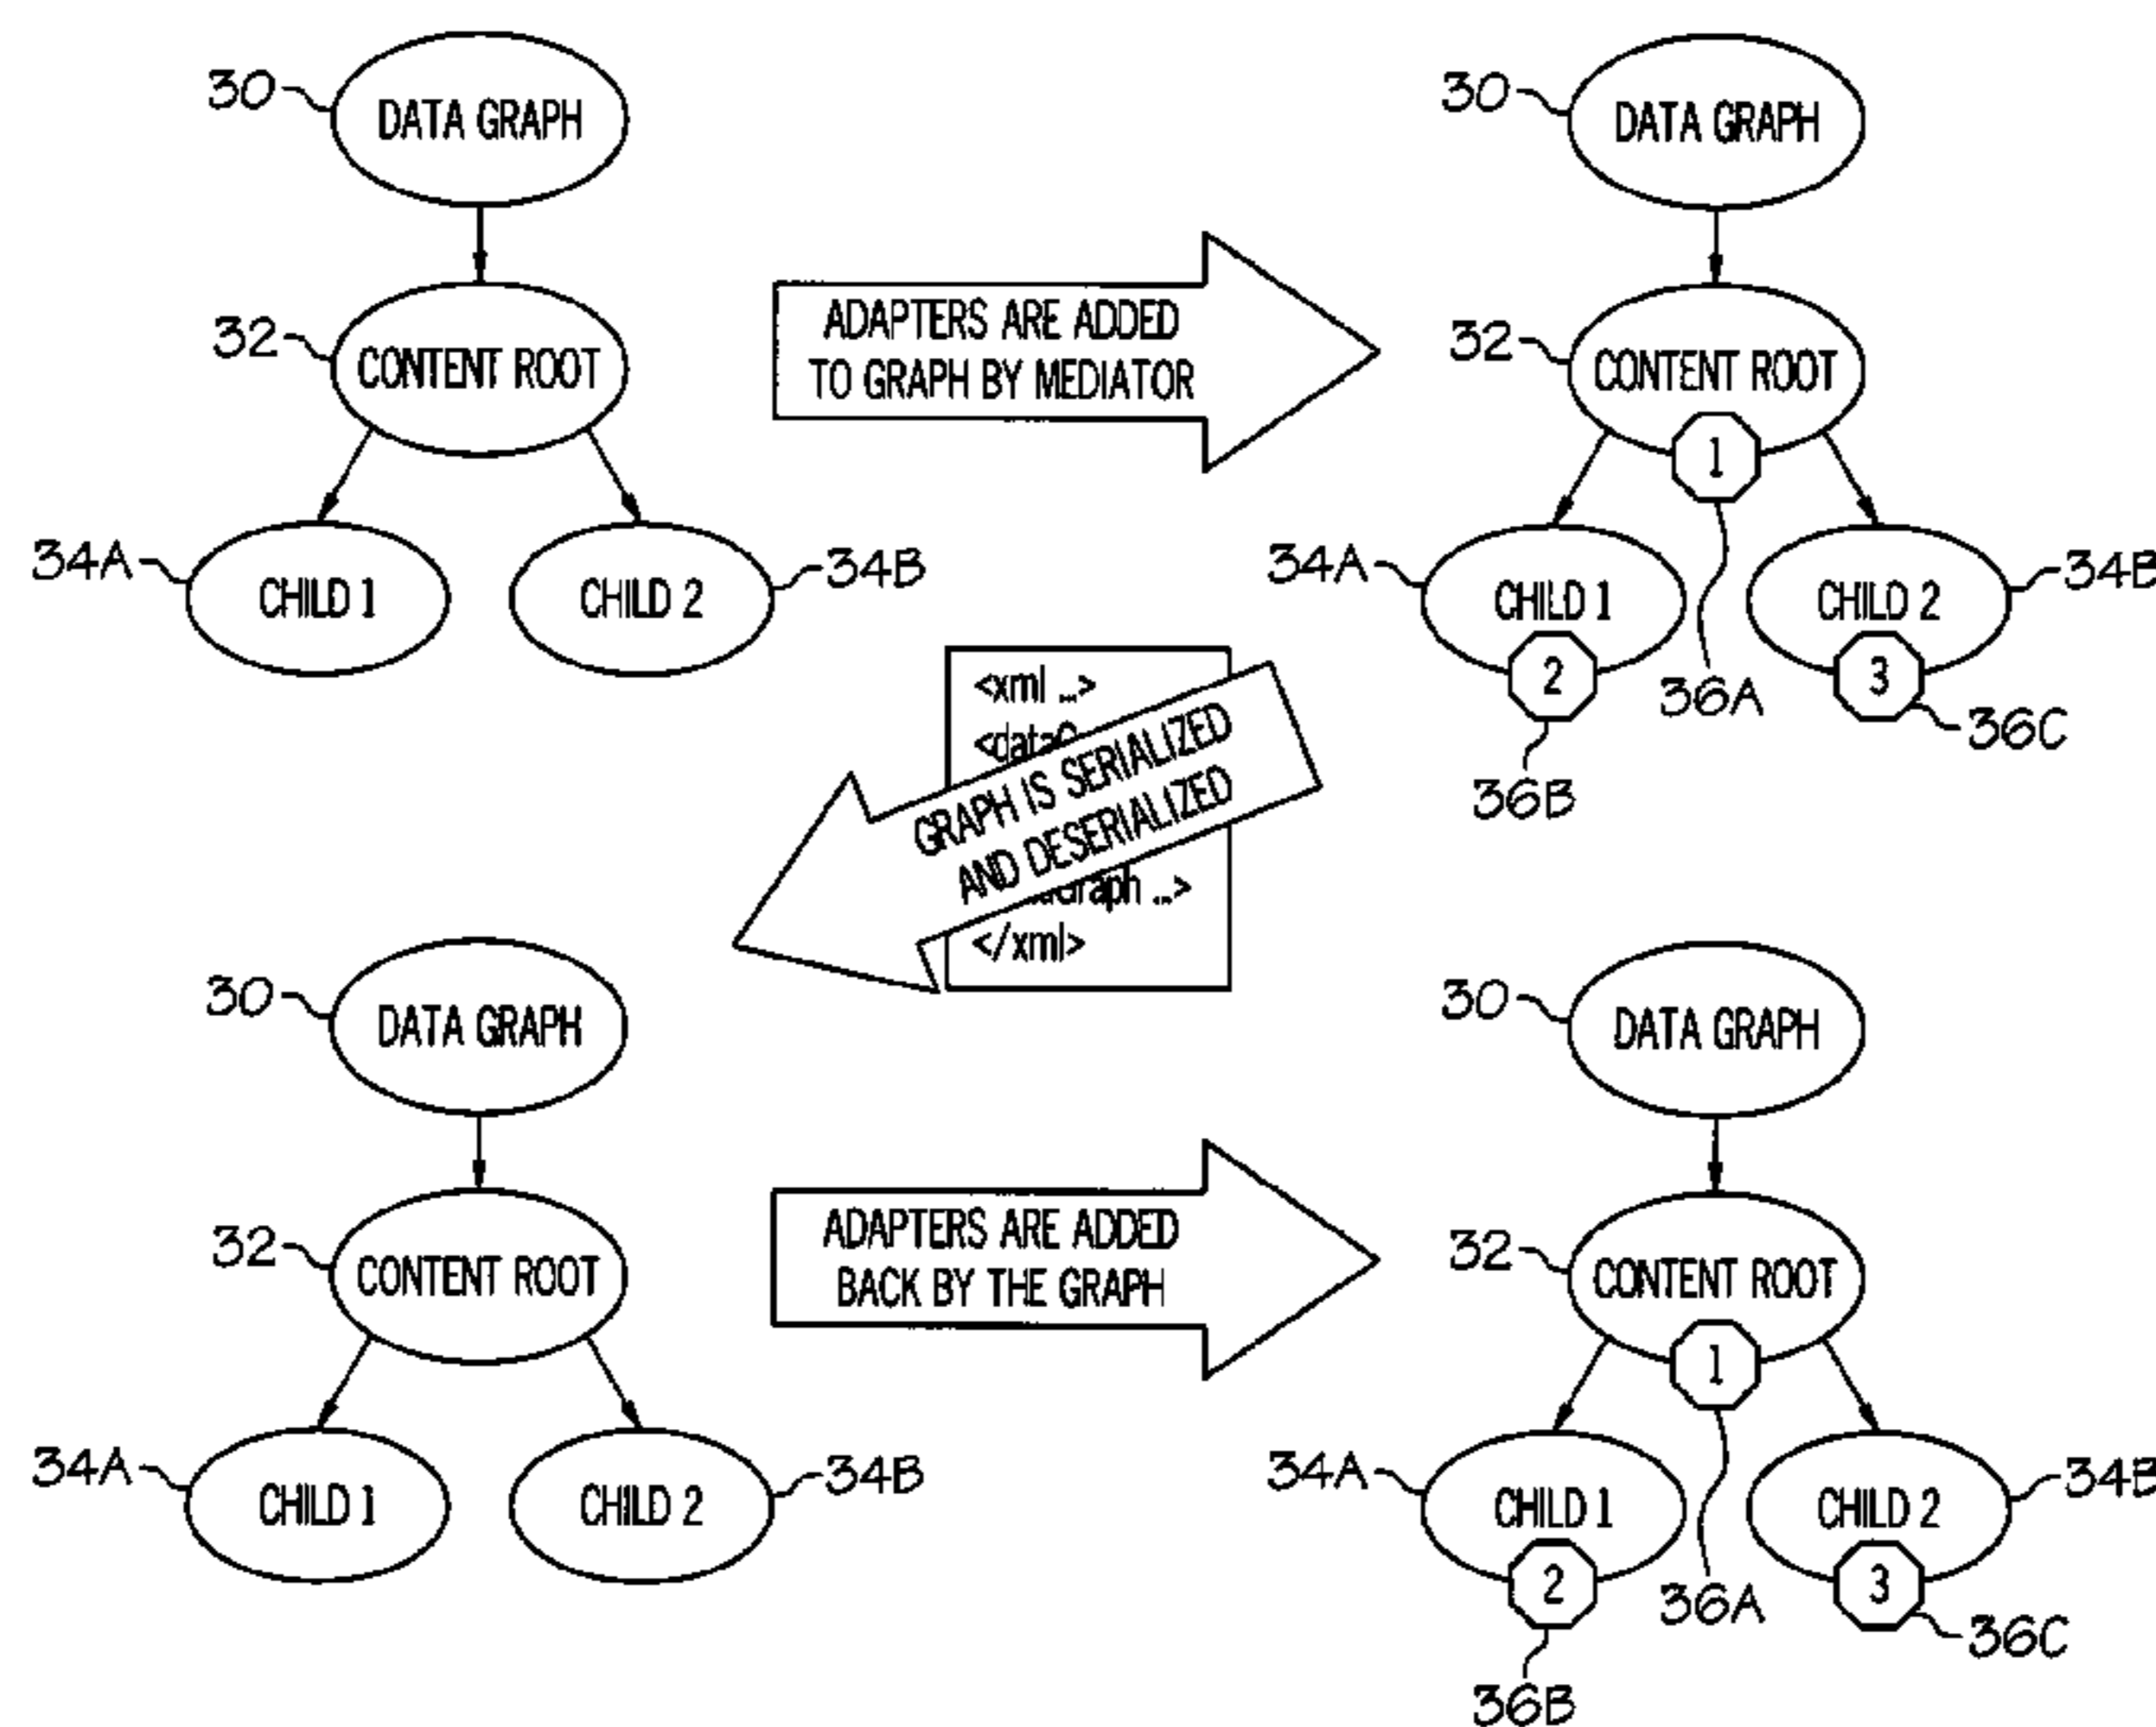 30
DATA GRAPH
32
CONTENT ROOT
34A
CHILD 1
CHILD 2
34B
ADAPTERS ARE ADDED
TO GRAPH BY MEDIATOR
30
DATA GRAPH
32
CONTENT ROOT
1
34A
CHILD 1
2
36B
36A
CHILD 2
34B
3
36C
<xml ...>
GRAPH IS SERIALIZED
AND DESERIALIZED
</xml>
30
DATA GRAPH
32
CONTENT ROOT
34A
CHILD 1
CHILD 2
34B
ADAPTERS ARE ADDED
BACK BY THE GRAPH
30
DATA GRAPH
32
CONTENT ROOT
1
34A
CHILD 1
2
36B
36A
CHILD 2
34B
3
36C